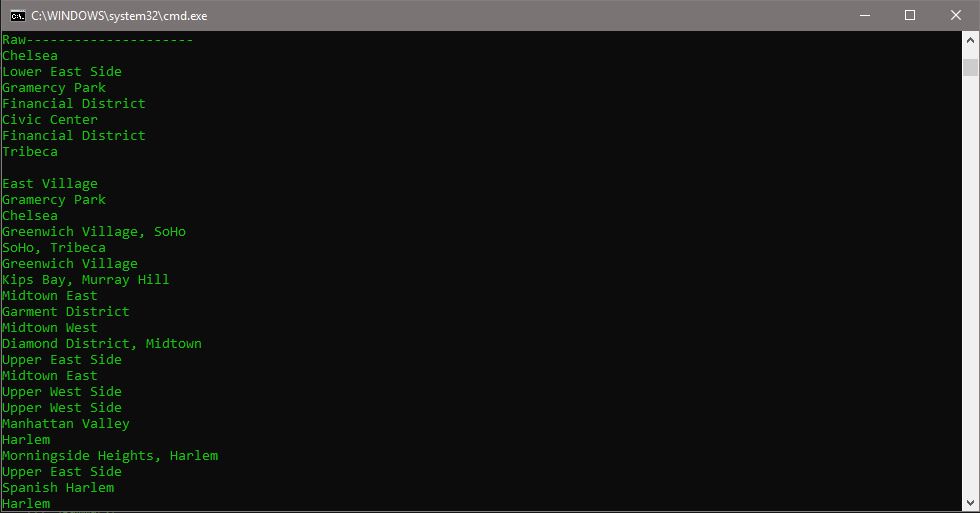 C:\WINDOWS\system32\cmd.exe
Raw---------------------
Chelsea
Lower East Side
Gramercy Park
Financial District
Civic Center
Financial District
Tribeca

East Village
Gramercy Park
Chelsea
Greenwich Village, SoHo
SoHo, Tribeca
Greenwich Village
Kips Bay, Murray Hill
Midtown East
Garment District
Midtown West
Diamond District, Midtown
Upper East Side
Midtown East
Upper West Side
Upper West Side
Manhattan Valley
Harlem
Morningside Heights, Harlem
Upper East Side
Spanish Harlem
Harlem